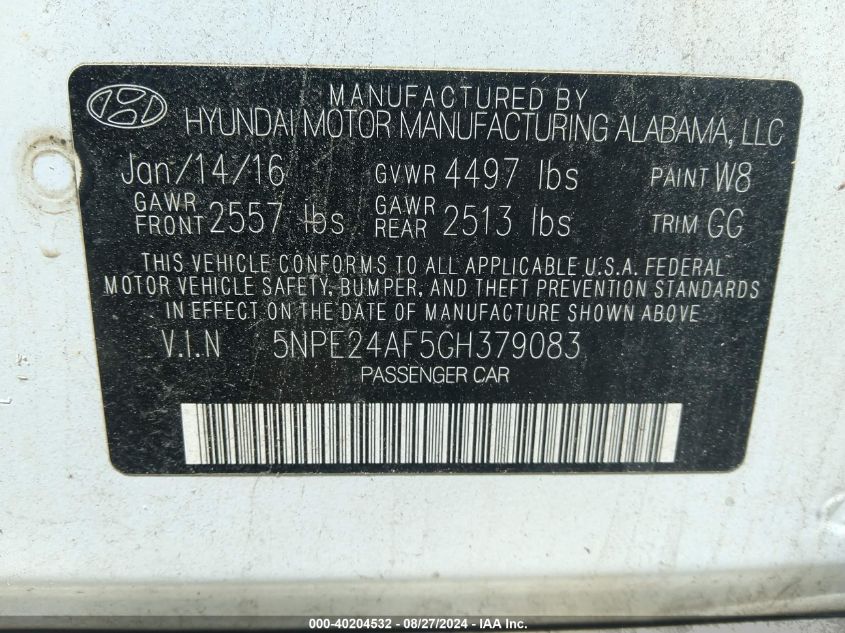 MANUFACTURED BY
HYUNDAI MOTOR MANUFACTURING ALABAMA, LLC
Jan/14/16 GVWR 4497 lbs PAINT W8
GAWR FRONT 2557 lbs GAWR REAR 2513 lbs TRIM GG
THIS VEHICLE CONFORMS TO ALL APPLICABLE U.S.A. FEDERAL
MOTOR VEHICLE SAFETY, BUMPER, AND THEFT PREVENTION STANDARDS
IN EFFECT ON THE DATE OF MANUFACTURE SHOWN ABOVE
V.I.N 5NPE24AF5GH379083
PASSENGER CAR
000-40204532 - 08/27/2024 - IAA, Inc.